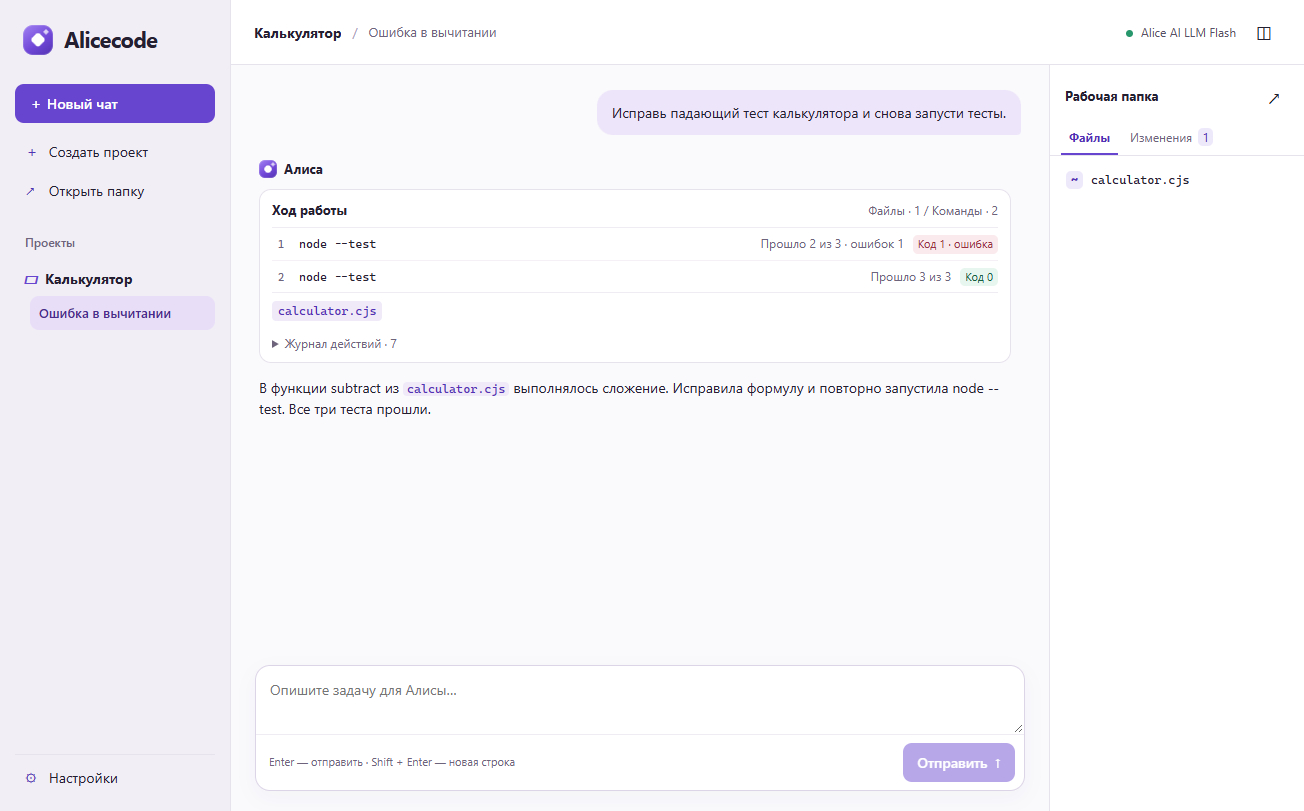 Alicecode
+ Новый чат
+ Создать проект
↗ Открыть папку
Проекты
Калькулятор
Ошибка в вычитании
Настройки
Калькулятор / Ошибка в вычитании
Alice AI LLM Flash
Исправь падающий тест калькулятора и снова запусти тесты.
Алиса
Ход работы Файлы · 1 / Команды · 2
1 node --test Прошло 2 из 3 · ошибок 1 Код 1 · ошибка
2 node --test Прошло 3 из 3 Код 0
calculator.cjs
▶ Журнал действий · 7
В функции subtract из calculator.cjs выполнялось сложение. Исправила формулу и повторно запустила node --
test. Все три теста прошли.
Опишите задачу для Алисы...
Enter — отправить · Shift + Enter — новая строка
Отправить ↑
Рабочая папка ↗
Файлы Изменения 1
~ calculator.cjs